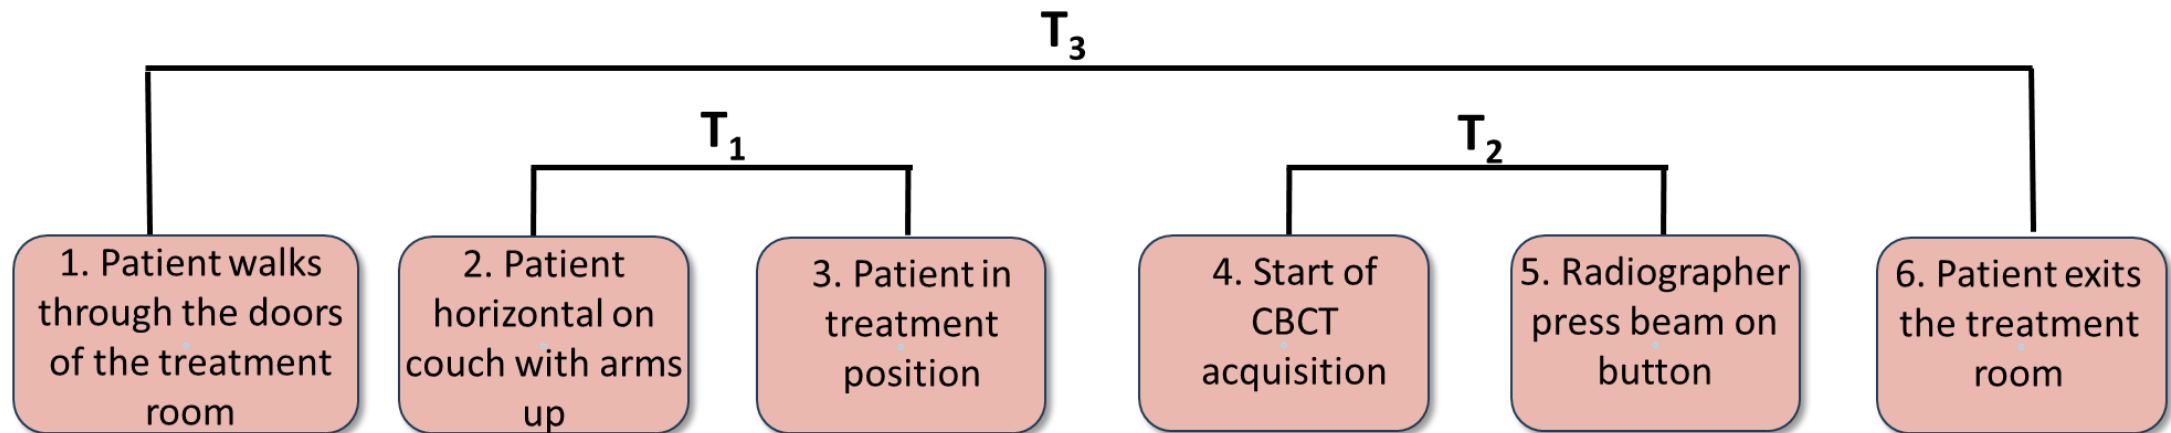 T3
T1
T2
1. Patient walks
through the doors
of the treatment
room
2. Patient
horizontal on
couch with arms
up
3. Patient in
treatment
position
4. Start of
CBCT
acquisition
5. Radiographer
press beam on
button
6. Patient exits
the treatment
room